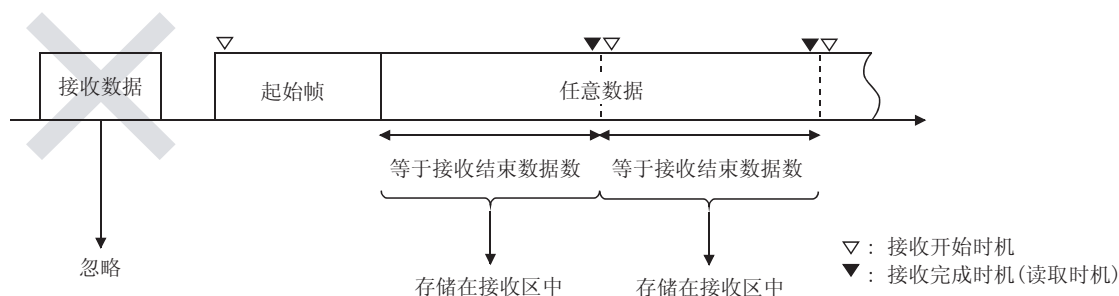 接收数据
起始帧
任意数据
等于接收结束数据数
等于接收结束数据数
忽略
存储在接收区中
存储在接收区中
▽: 接收开始时机
▼: 接收完成时机(读取时机)